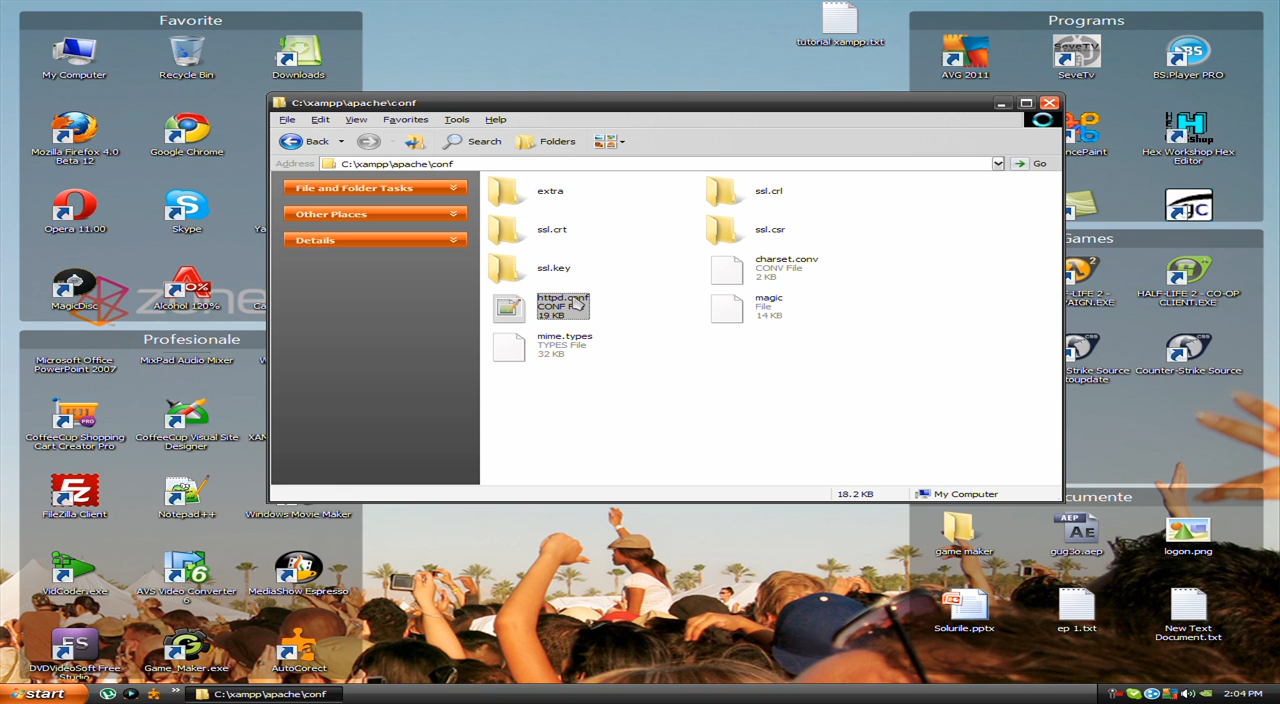 Favorite
My Computer
Recycle Bin
Downloads
Mozilla Firefox 4.0
Beta 12
Google Chrome
Opera 11.00
Skype
MagicDisc
Alcohol 120%
zone
Profesionale
Microsoft Office
PowerPoint 2007
MixPad Audio Mixer
CoffeeCup Shopping
Cart Creator Pro
CoffeeCup Visual Site
Designer
FileZilla Client
Notepad++
Windows Movie Maker
VidCoder.exe
AVS Video Converter
6
MediaShow Espresso
DVDVideoSoft Free
Studio
Game_Maker.exe
AutoCorect
tutorial xampp.txt
C:\xampp\apache\conf
File Edit View Favorites Tools Help
Back Search Folders
Address C:\xampp\apache\conf Go
File and Folder Tasks
Other Places
Details
extra
ssl.crl
ssl.crt
ssl.csr
ssl.key
charset.conv
CONV File
2 KB
httpd.conf
CONF
19 KB
magic
File
14 KB
mime.types
TYPES File
32 KB
18.2 KB My Computer
Programs
AVG 2011
SeveTV
SeveTv
BS
BS.Player PRO
Hex Workshop Hex
Editor
HALF-LIFE 2 - CO-OP
CLIENT.EXE
Counter-Strike Source
game maker
AEP
AE
gug3o.aep
logon.png
Solurile.pptx
ep 1.txt
New Text
Document.txt
start
C:\xampp\apache\conf
2:04 PM